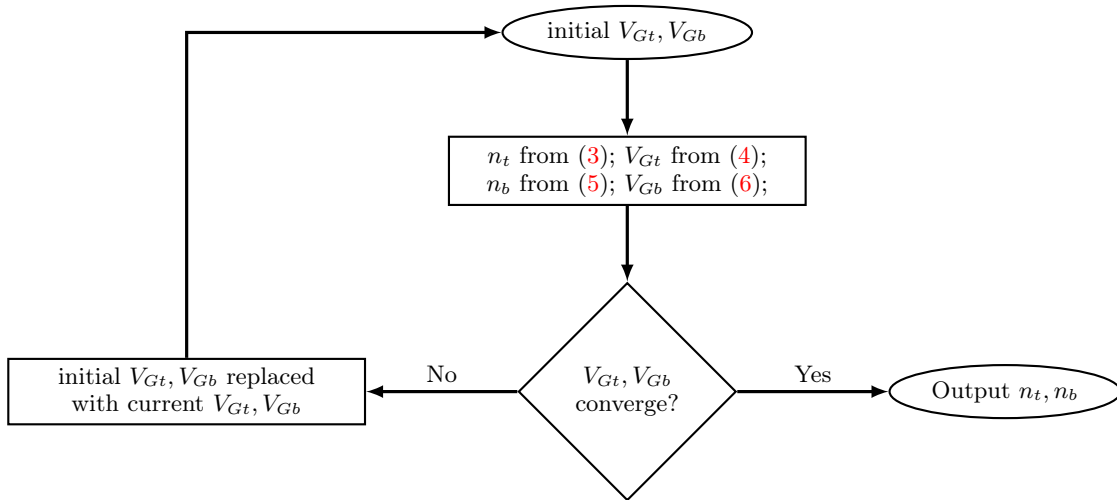 initial $V_{Gt}, V_{Gb}$
$n_t$ from (3); $V_{Gt}$ from (4);
$n_b$ from (5); $V_{Gb}$ from (6);
initial $V_{Gt}, V_{Gb}$ replaced
with current $V_{Gt}, V_{Gb}$
No
$V_{Gt}, V_{Gb}$
converge?
Yes
Output $n_t, n_b$